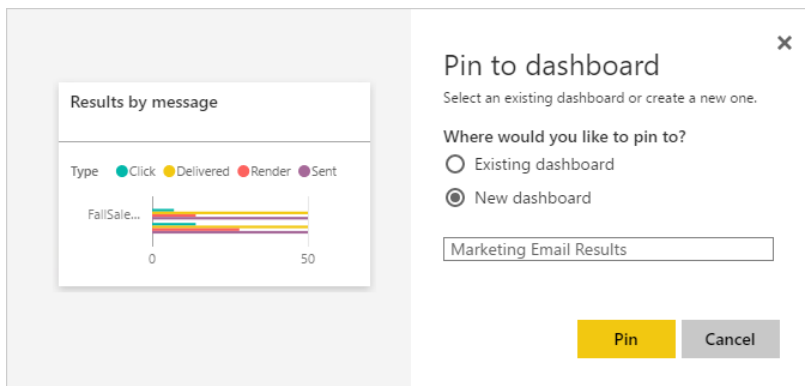 Results by message
Type Click Delivered Render Sent
FallSale...
0 50
Pin to dashboard
Select an existing dashboard or create a new one.
Where would you like to pin to?
Existing dashboard
New dashboard
Marketing Email Results
Pin Cancel